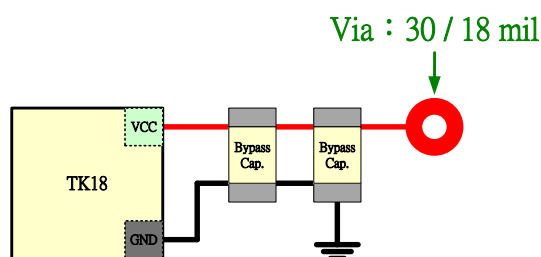 Via：30 / 18 mil
VCC
Bypass
Cap.
Bypass
Cap.
TK18
GND